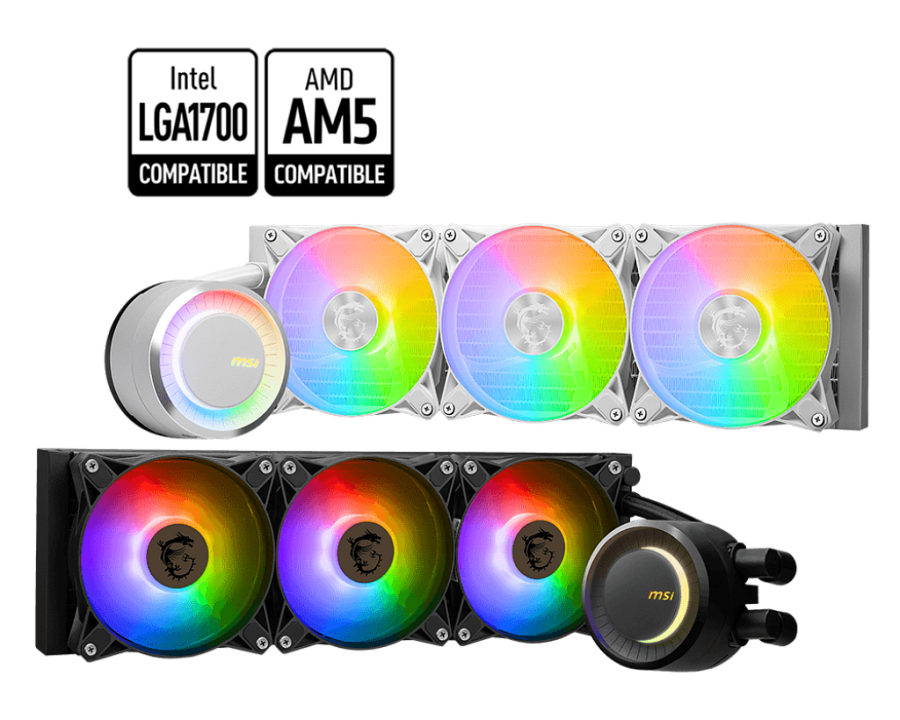 Intel
LGA1700
COMPATIBLE
AMD
AM5
COMPATIBLE
msi
msi